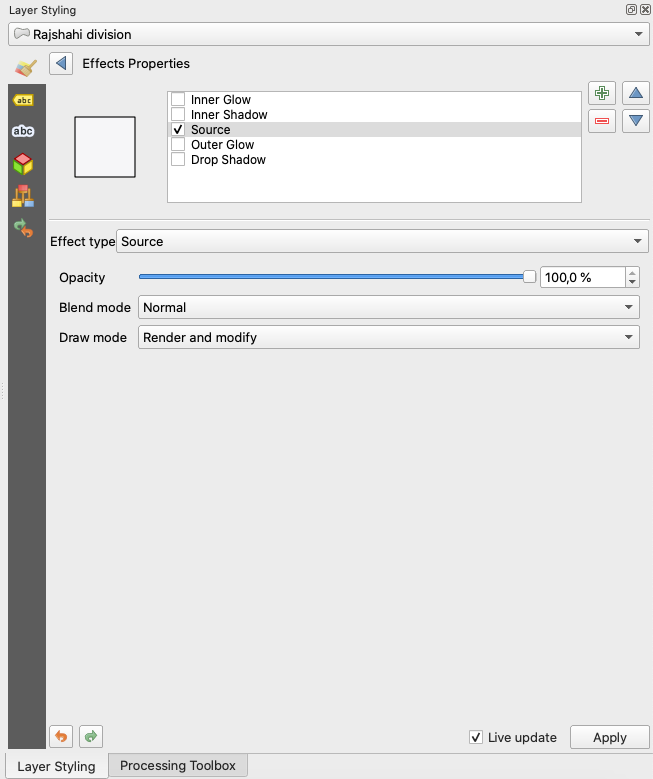 Layer Styling
Rajshahi division
Effects Properties
abc
abc
Inner Glow
Inner Shadow
Source
Outer Glow
Drop Shadow
Effect type Source
Opacity 100,0 %
Blend mode Normal
Draw mode Render and modify
Live update Apply
Layer Styling Processing Toolbox